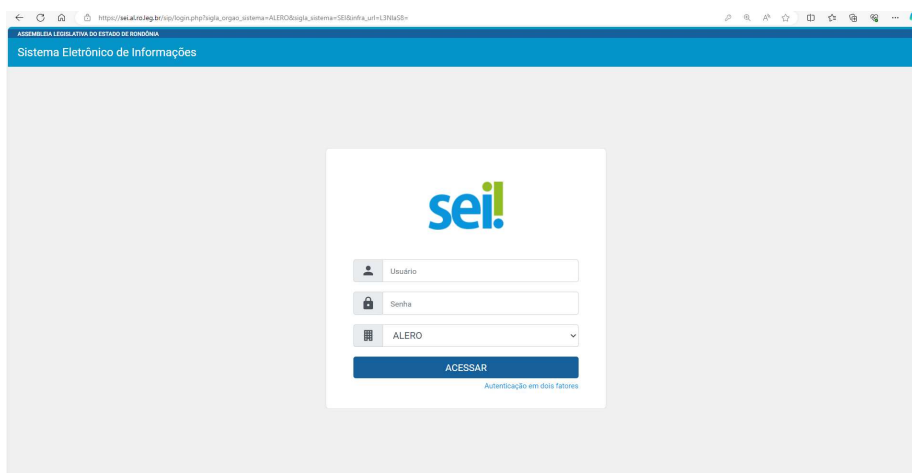 https://sei.al.ro.leg.br/sip/login.php?sigla_orgao_sistema=ALERO&sigla_sistema=SEI&infra_url=L3NlaS8=
ASSEMBLEIA LEGISLATIVA DO ESTADO DE RONDÔNIA
Sistema Eletrônico de Informações
sei!
Usuário
Senha
ALERO
ACESSAR
Autenticação em dois fatores